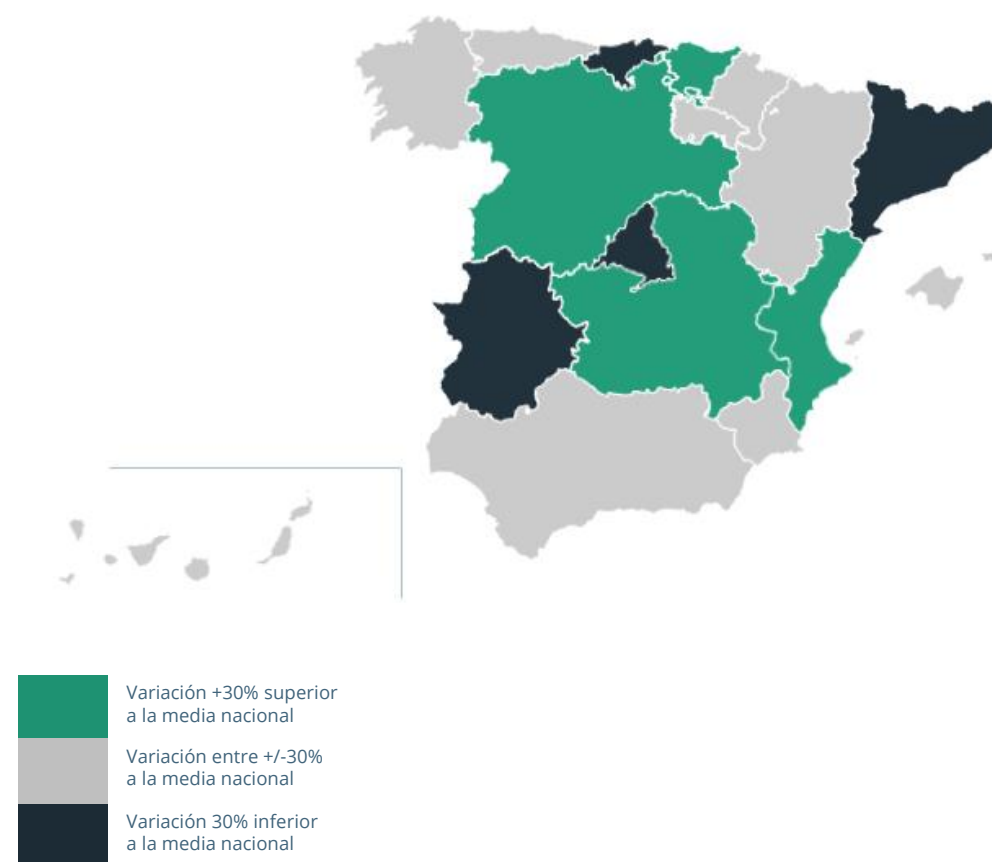 Variación +30% superior
a la media nacional
Variación entre +/-30%
a la media nacional
Variación 30% inferior
a la media nacional